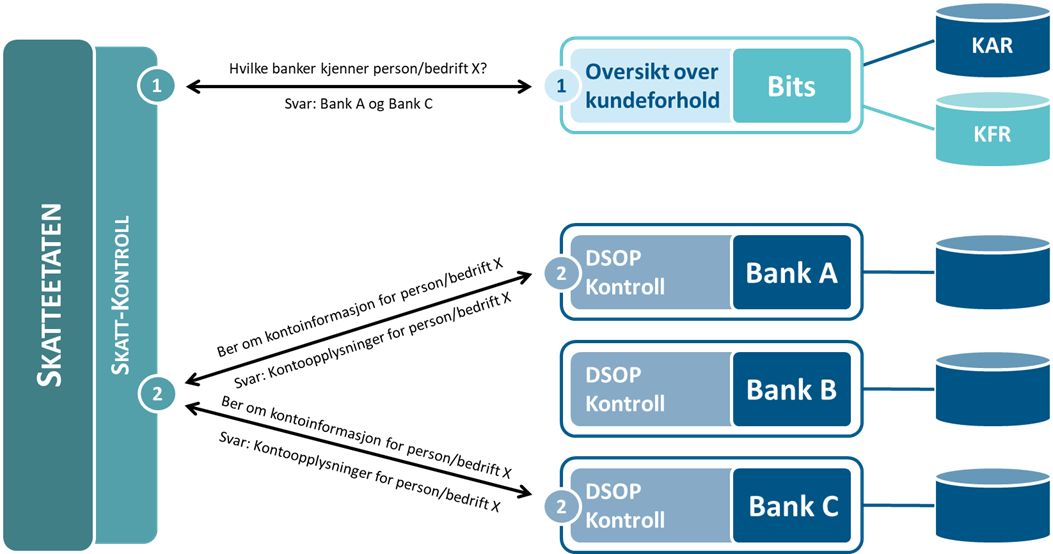 SKATTEETATEN
SKATT-KONTROLL
1
Hvilke banker kjenner person/bedrift X?
Svar: Bank A og Bank C
1
Oversikt over
kundeforhold
Bits
KAR
KFR
2
Ber om kontoinformasjon for person/bedrift X
Svar: Kontoopplysninger for person/bedrift X
2
DSOP
Kontroll
Bank A
DSOP
Kontroll
Bank B
Ber om kontoinformasjon for person/bedrift X
Svar: Kontoopplysninger for person/bedrift X
2
DSOP
Kontroll
Bank C